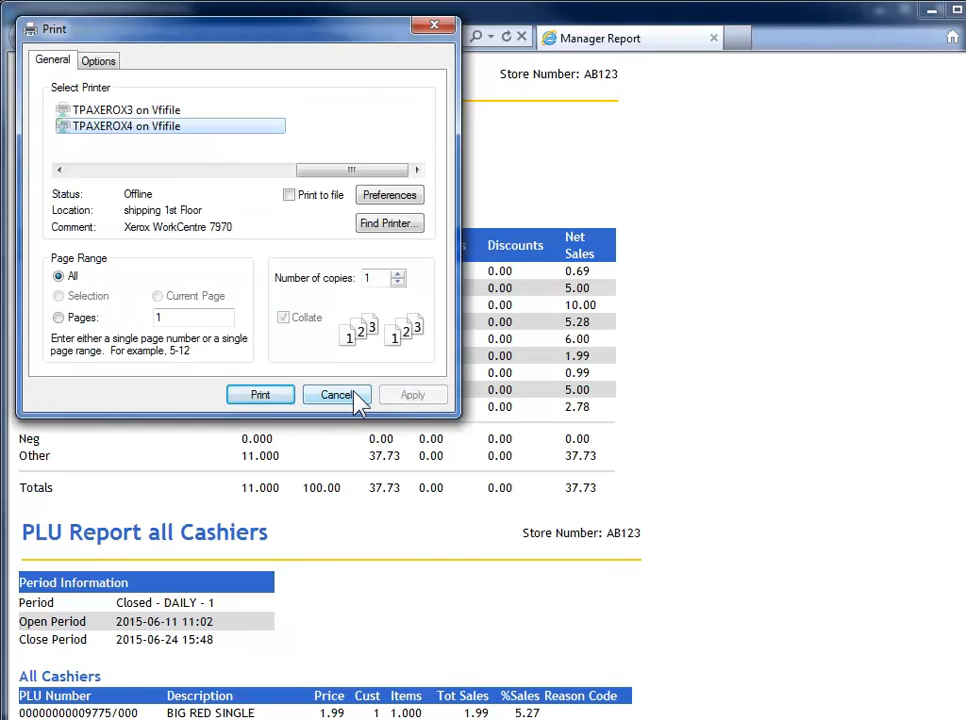 Print
General
Options
Select Printer
TPAXEROX3 on Vfifile
TPAXEROX4 on Vfifile
Status: Offline
Print to file
Preferences
Location: shipping 1st Floor
Comment: Xerox WorkCentre 7970
Find Printer...
Page Range
All
Selection
Current Page
Pages: 1
Enter either a single page number or a single
page range. For example, 5-12
Number of copies: 1
Collate
1 2 3 1 2 3
Print
Cancel
Apply
Manager Report
Store Number: AB123
Discounts Net Sales
0.00 0.69
0.00 5.00
0.00 10.00
0.00 5.28
0.00 6.00
0.00 1.99
0.00 0.99
0.00 5.00
0.00 2.78
Neg 0.000 0.00 0.00 0.00 0.00
Other 11.000 37.73 0.00 0.00 37.73
Totals 11.000 100.00 37.73 0.00 0.00 37.73
PLU Report all Cashiers
Store Number: AB123
Period Information
Period Closed - DAILY - 1
Open Period 2015-06-11 11:02
Close Period 2015-06-24 15:48
All Cashiers
PLU Number Description Price Cust Items Tot Sales %Sales Reason Code
00000000009775/000 BIG RED SINGLE 1.99 1 1.000 1.99 5.27